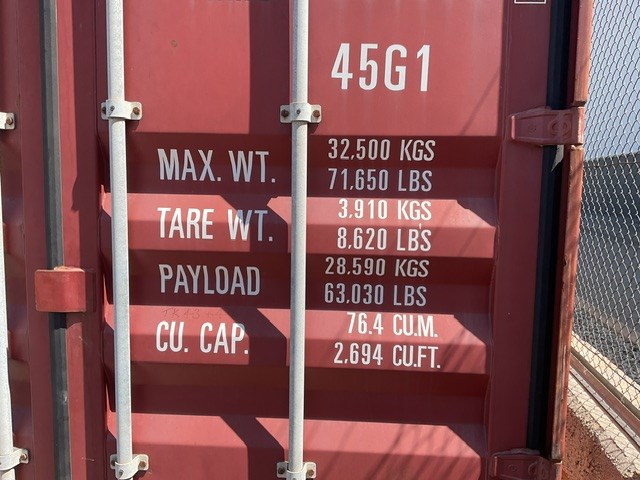 45G1
MAX. WT. 32,500 KGS
71,650 LBS
TARE WT. 3,910 KGS
8,620 LBS
PAYLOAD 28,590 KGS
63,030 LBS
CU. CAP. 76.4 CU.M.
2,694 CU.FT.